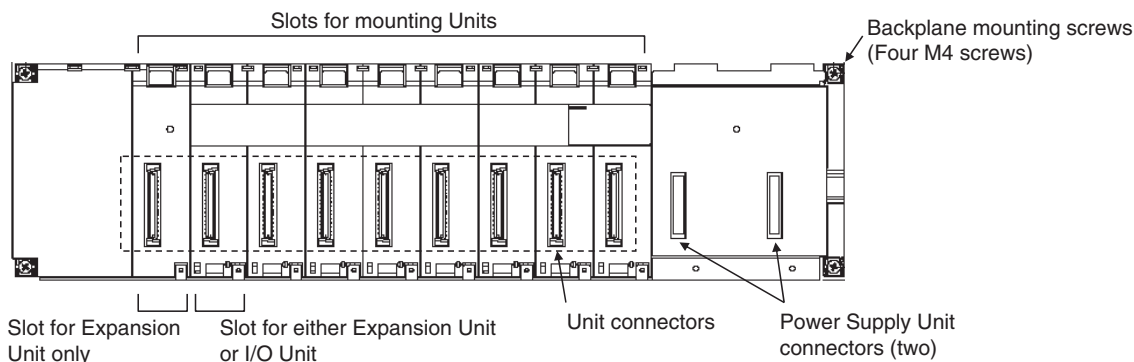 Slots for mounting Units
Backplane mounting screws
(Four M4 screws)
Slot for Expansion
Unit only
Slot for either Expansion Unit
or I/O Unit
Unit connectors
Power Supply Unit
connectors (two)